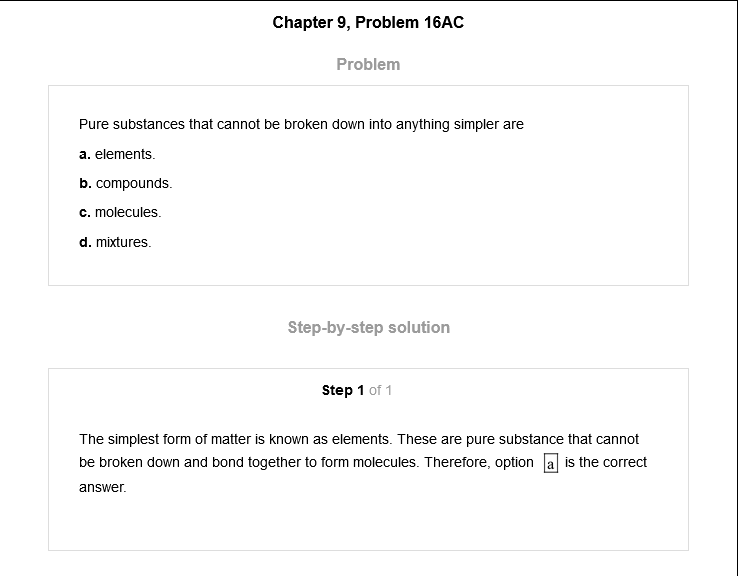 Chapter 9, Problem 16AC
Problem
Pure substances that cannot be broken down into anything simpler are
a. elements.
b. compounds.
c. molecules.
d. mixtures.
Step-by-step solution
Step 1 of 1
The simplest form of matter is known as elements. These are pure substance that cannot
be broken down and bond together to form molecules. Therefore, option a is the correct
answer.